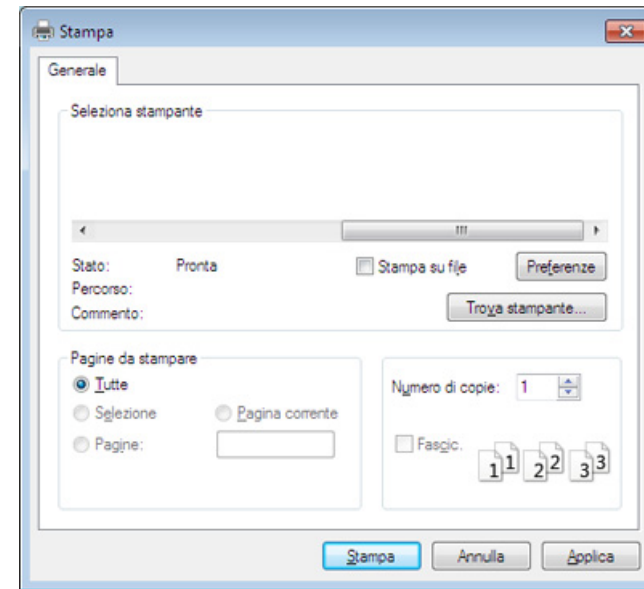 Stampa
Generale
Seleziona stampante
Stato: Pronta
Stampa su file
Preferenze
Percorso:
Commento:
Trova stampante...
Pagine da stampare
Tutte
Selezione
Pagina corrente
Pagine:
Numero di copie: 1
Fascic.
1 1 2 2 3 3
Stampa
Annulla
Applica